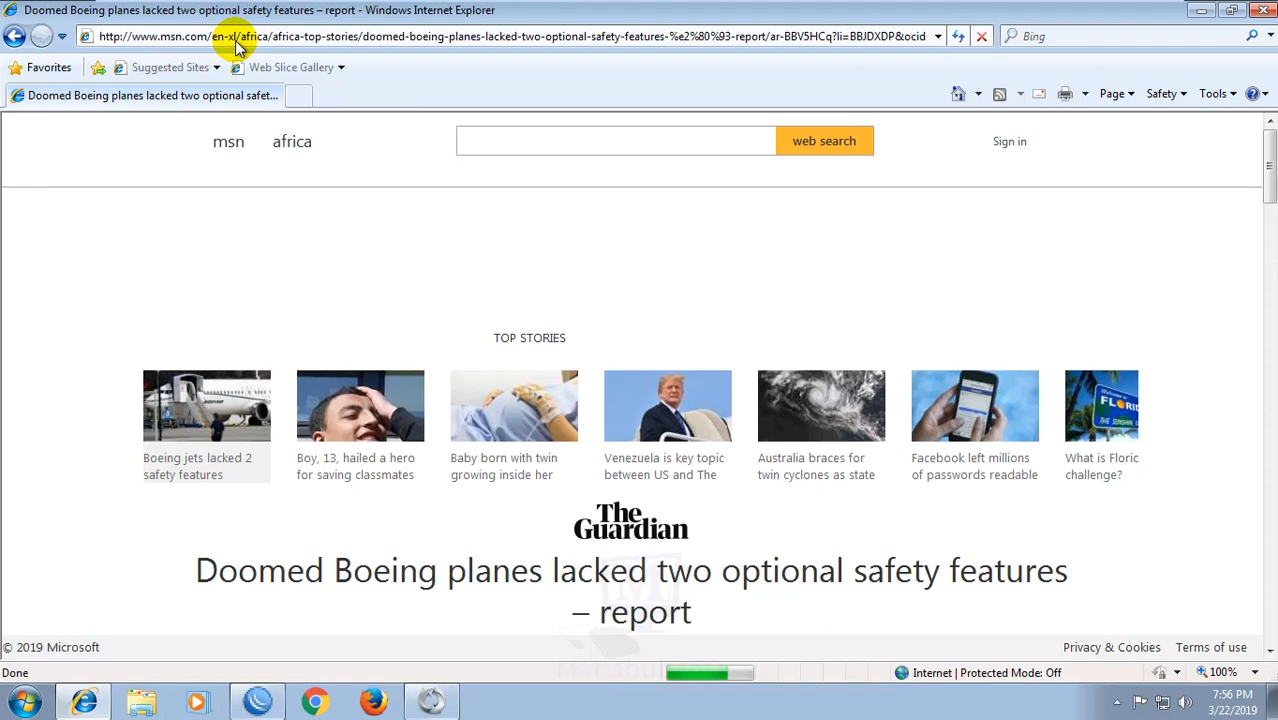 Doomed Boeing planes lacked two optional safety features – report - Windows Internet Explorer
http://www.msn.com/en-xl/africa/africa-top-stories/doomed-boeing-planes-lacked-two-optional-safety-features-%e2%80%93-report/ar-BBV5HCq?li=BBJDXDP&ocid
Bing
Favorites
Suggested Sites
Web Slice Gallery
Doomed Boeing planes lacked two optional safet...
Page
Safety
Tools
msn
africa
web search
Sign in
TOP STORIES
Boeing jets lacked 2
safety features
Boy, 13, hailed a hero
for saving classmates
Baby born with twin
growing inside her
Venezuela is key topic
between US and The
Australia braces for
twin cyclones as state
Facebook left millions
of passwords readable
What is Floric
challenge?
BOEING
Welcome to
FLORID
THE SUNSHINE
The
Guardian
Doomed Boeing planes lacked two optional safety features
– report
© 2019 Microsoft
Privacy & Cookies
Terms of use
Done
Internet | Protected Mode: Off
100%
7:56 PM
3/22/2019